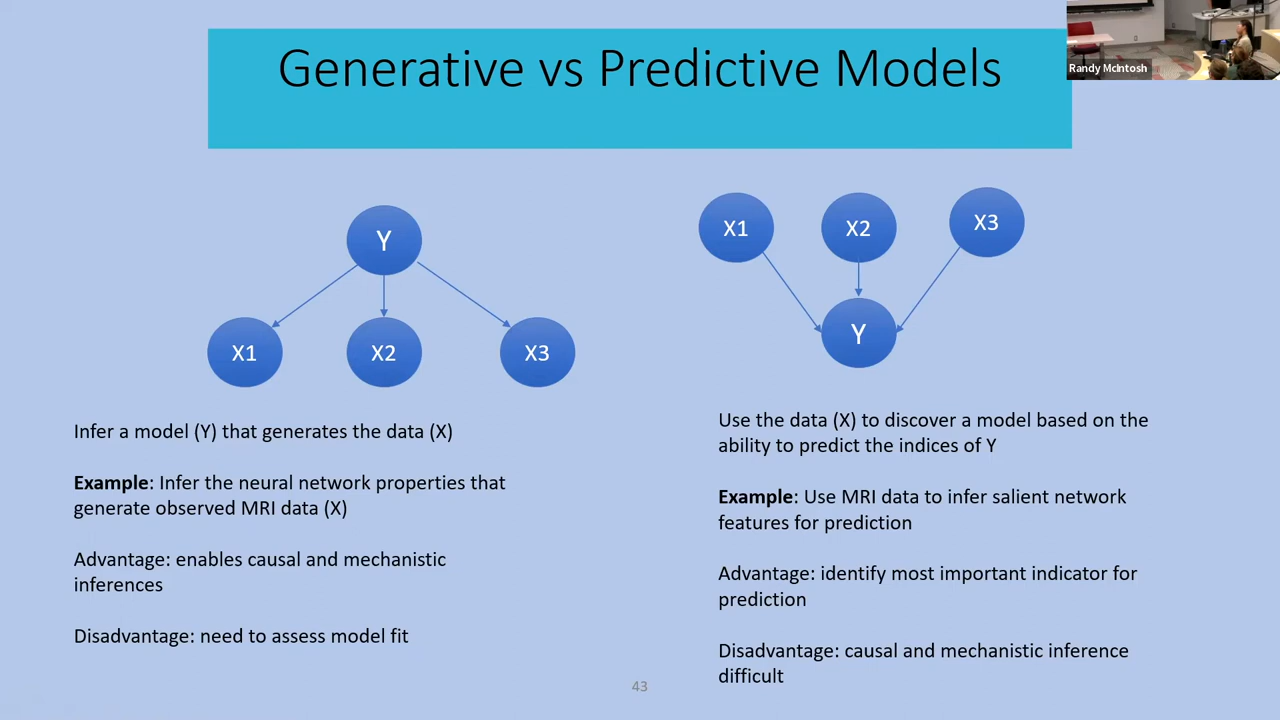 Generative vs Predictive Models
Randy McIntosh
Y
X1
X2
X3
X1
X2
X3
Y
Infer a model (Y) that generates the data (X)
Example: Infer the neural network properties that
generate observed MRI data (X)
Advantage: enables causal and mechanistic
inferences
Disadvantage: need to assess model fit
Use the data (X) to discover a model based on the
ability to predict the indices of Y
Example: Use MRI data to infer salient network
features for prediction
Advantage: identify most important indicator for
prediction
Disadvantage: causal and mechanistic inference
difficult
43